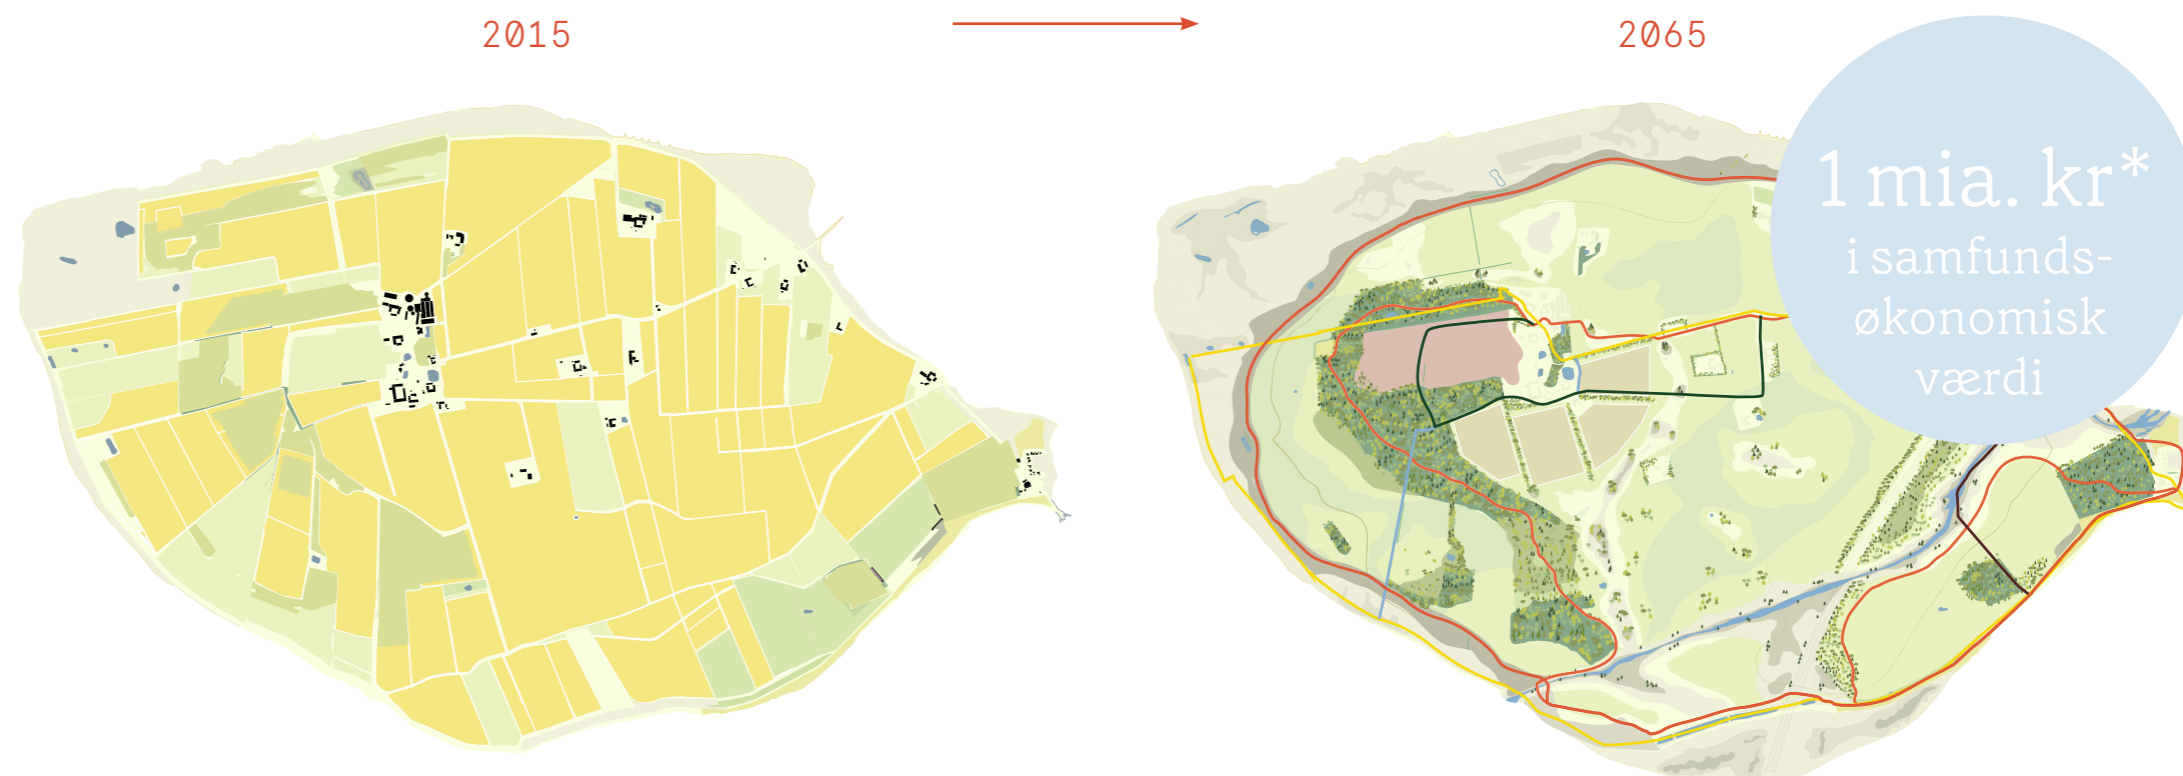 2015
2065
1 mia. kr*
i samfunds-
økonomisk
værdi